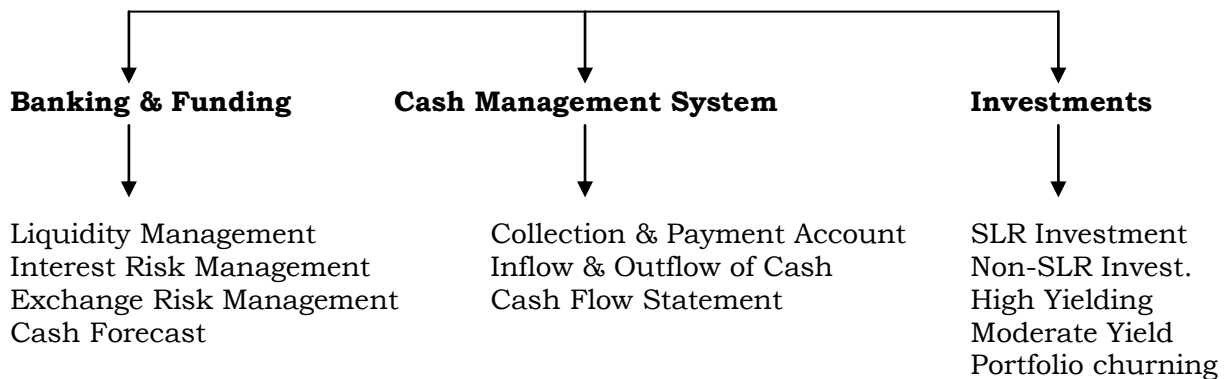 Banking & Funding
Cash Management System
Investments
Liquidity Management
Interest Risk Management
Exchange Risk Management
Cash Forecast
Collection & Payment Account
Inflow & Outflow of Cash
Cash Flow Statement
SLR Investment
Non-SLR Invest.
High Yielding
Moderate Yield
Portfolio churning